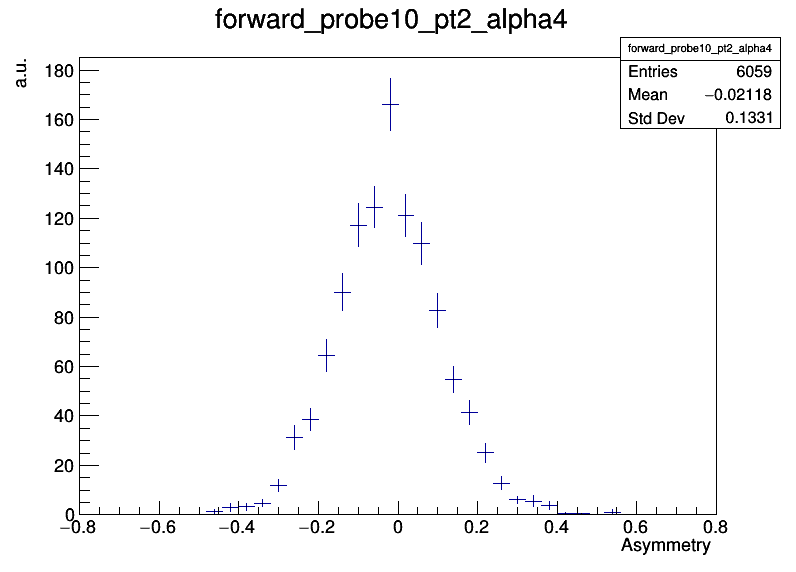 forward_probe10_pt2_alpha4
a.u.
forward_probe10_pt2_alpha4
Entries 6059
Mean −0.02118
Std Dev 0.1331
180
160
140
120
100
80
60
40
20
0
−0.8 −0.6 −0.4 −0.2 0 0.2 0.4 0.6 0.8
Asymmetry